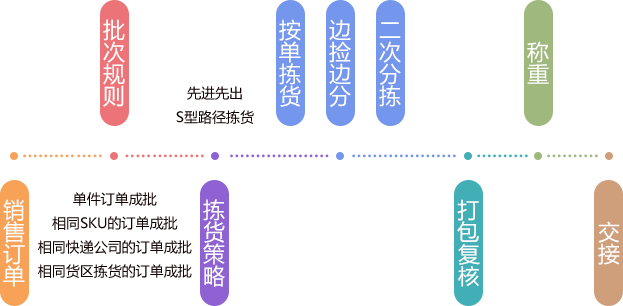 批次规则
先进先出
S型路径拣货
按单拣货
边捡边分
二次分拣
称重
销售订单
单件订单成批
相同SKU的订单成批
相同快递公司的订单成批
相同货区拣货的订单成批
拣货策略
打包复核
交接